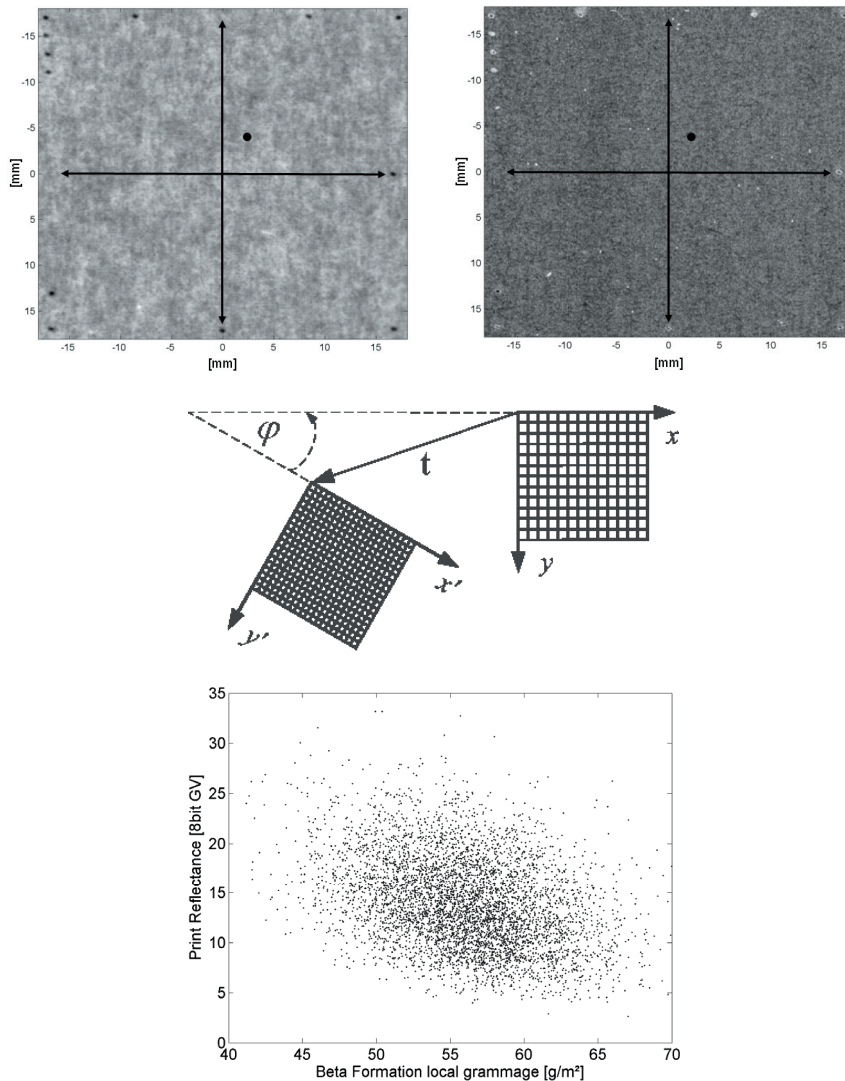 -15
-10
-5
0
5
10
15
[mm]
-15 -10 -5 0 5 10 15
[mm]
-15
-10
-5
0
5
10
15
[mm]
-15 -10 -5 0 5 10 15
[mm]
φ
t
x
y
x'
y'
35
30
25
20
15
10
5
0
Print Reflectance [8bit GV]
40 45 50 55 60 65 70
Beta Formation local grammage [g/m²]